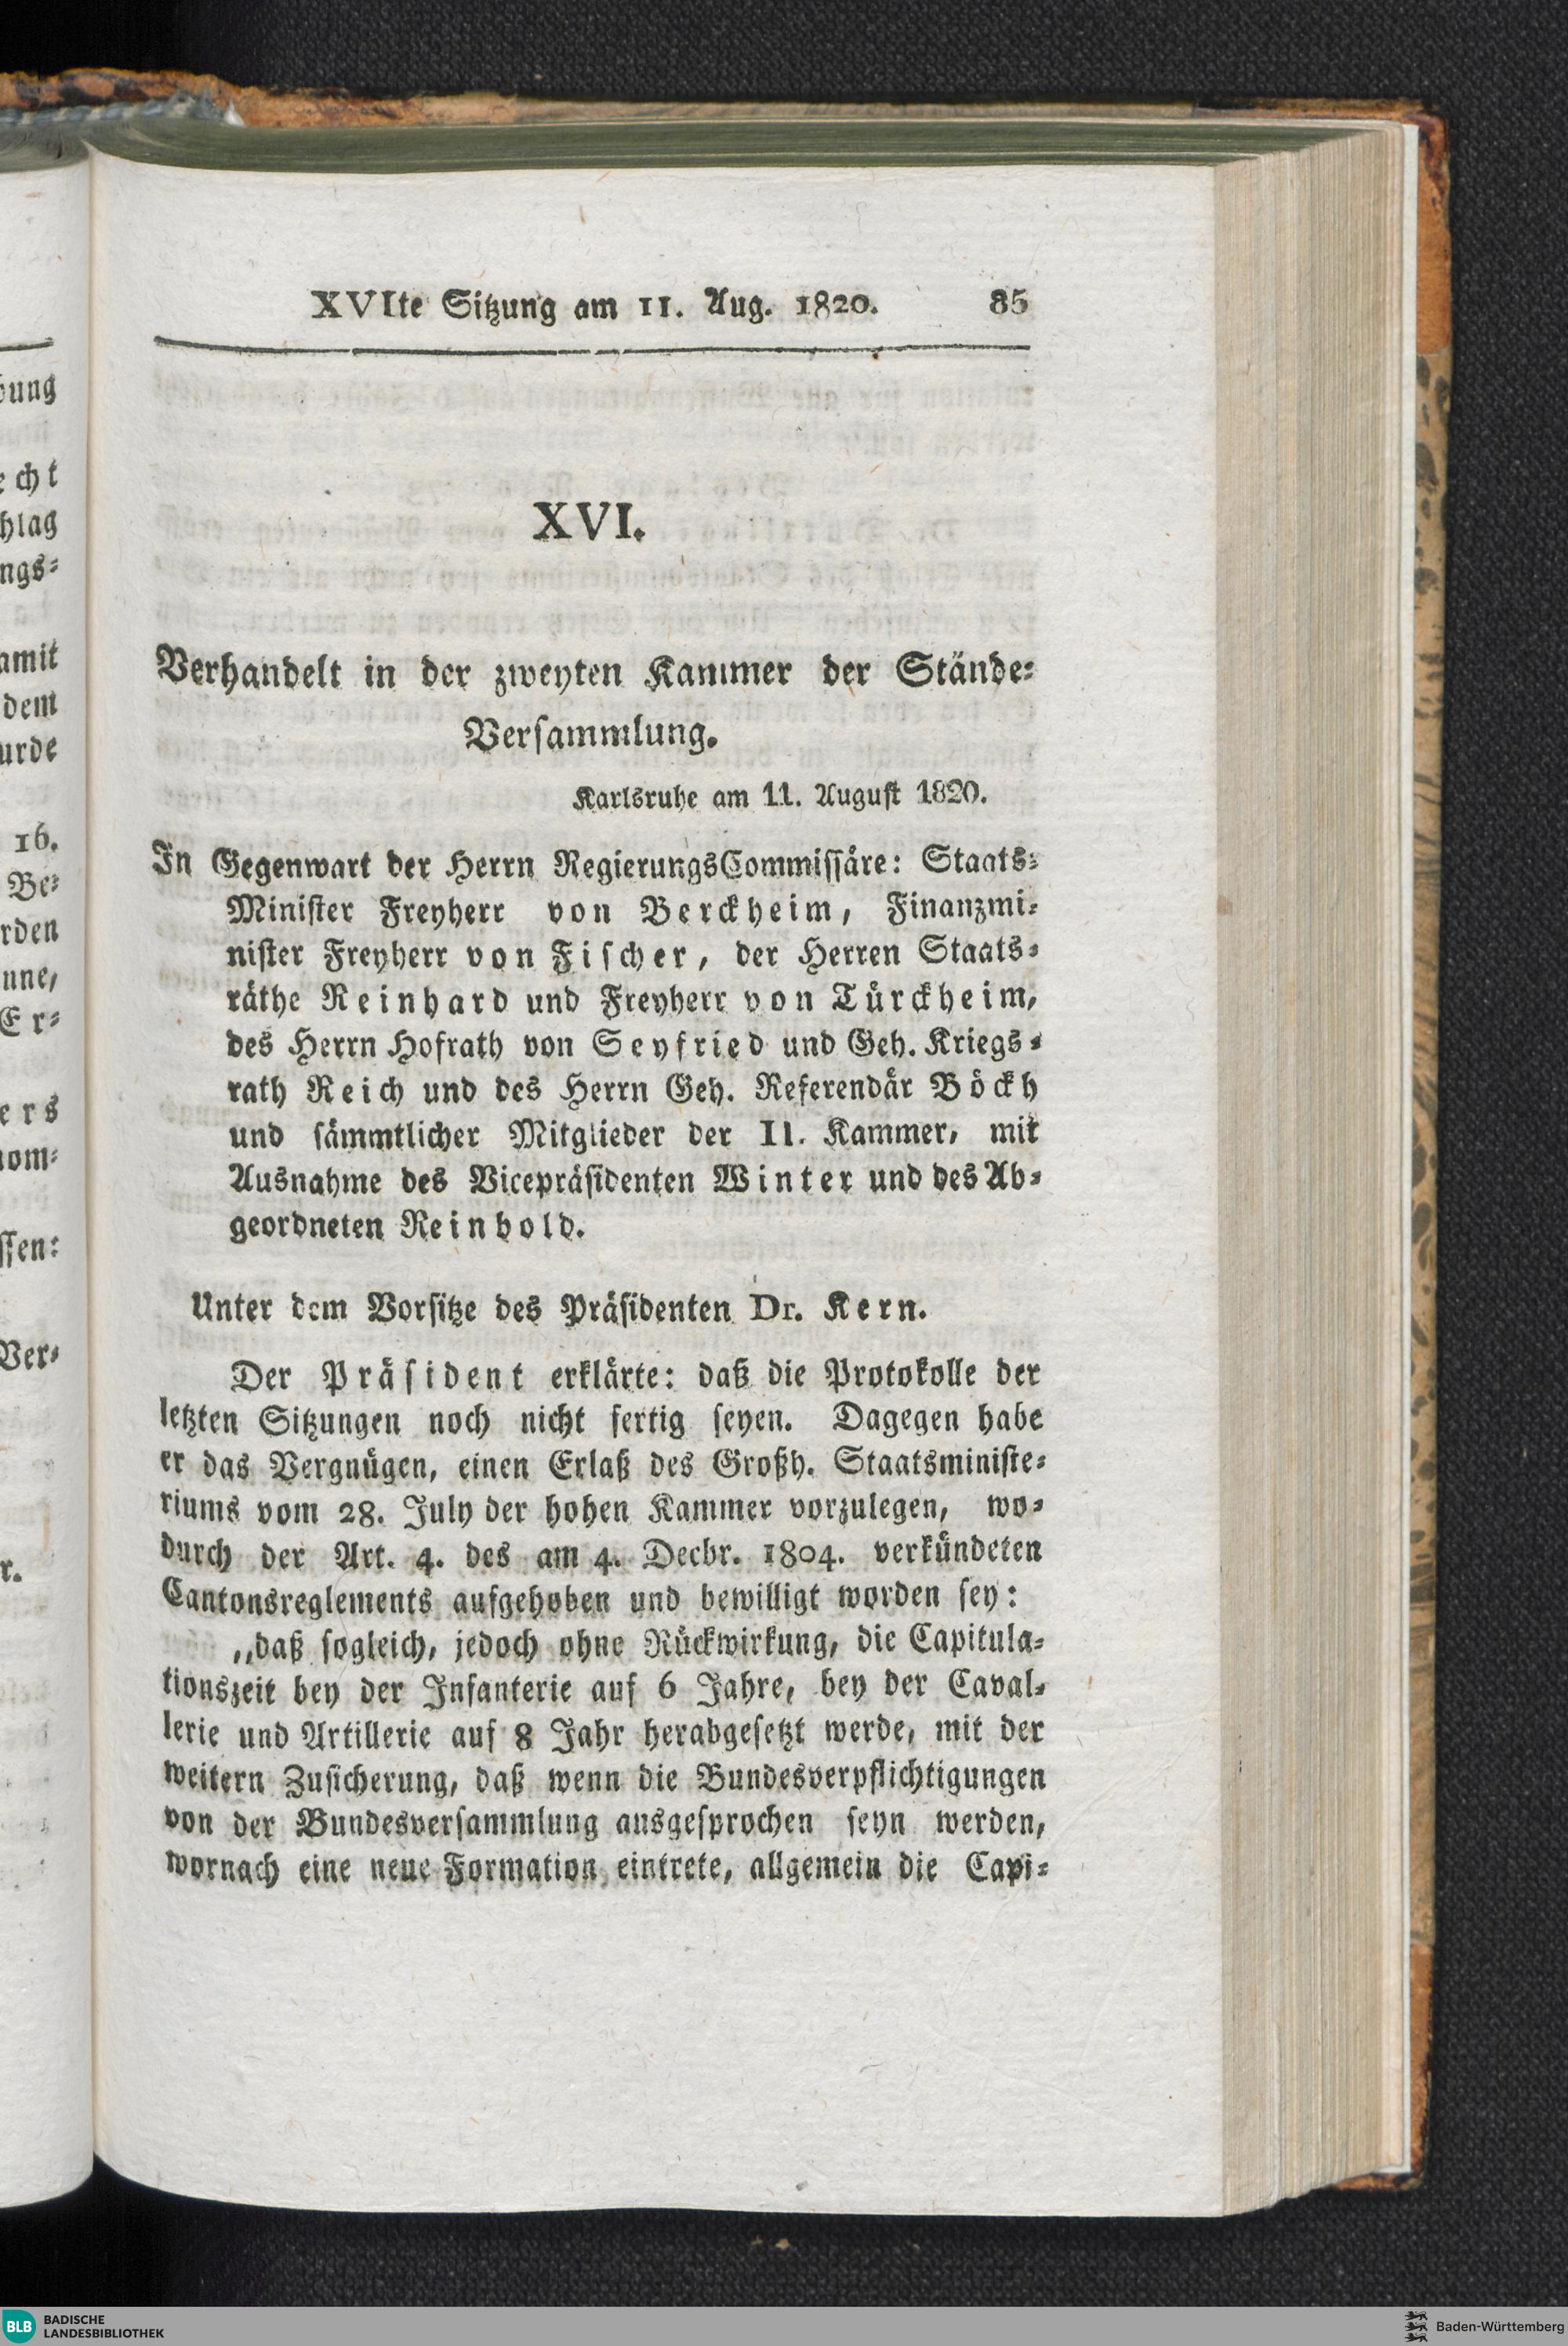 XVIte Sitzung am 11. Aug. 1820. 85
XVI.
Verhandelt in der zweyten Kammer der Stände-
Versammlung.
Karlsruhe am 11. August 1820.
In Gegenwart der Herrn RegierungsCommissäre: Staats-
Minister Freyherr von Berckheim, Finanzmi-
nister Freyherr von Fischer, der Herren Staats-
räthe Reinhard und Freyherr von Türckheim,
des Herrn Hofrath von Seyfried und Geh. Kriegs-
rath Reich und des Herrn Geh. Referendär Böckh
und sämmtlicher Mitglieder der II. Kammer, mit
Ausnahme des Vicepräsidenten Winter und des Ab-
geordneten Reinhold.
Unter dem Vorsitze des Präsidenten Dr. Kern.
Der Präsident erklärte: daß die Protokolle der
letzten Sitzungen noch nicht fertig seyen. Dagegen habe
er das Vergnügen, einen Erlaß des Großh. Staatsministe-
riums vom 28. July der hohen Kammer vorzulegen, wo-
durch der Art. 4. des am 4. Decbr. 1804. verkündeten
Cantonsreglements aufgehoben und bewilligt worden sey:
„daß sogleich, jedoch ohne Rückwirkung, die Capitula-
tionszeit bey der Infanterie auf 6 Jahre, bey der Caval-
lerie und Artillerie auf 8 Jahr herabgesetzt werde, mit der
weitern Zusicherung, daß wenn die Bundesverpflichtigungen
von der Bundesversammlung ausgesprochen seyn werden,
wornach eine neue Formation eintrete, allgemein die Capi-
BLB BADISCHE
LANDESBIBLIOTHEK
Baden-Württemberg